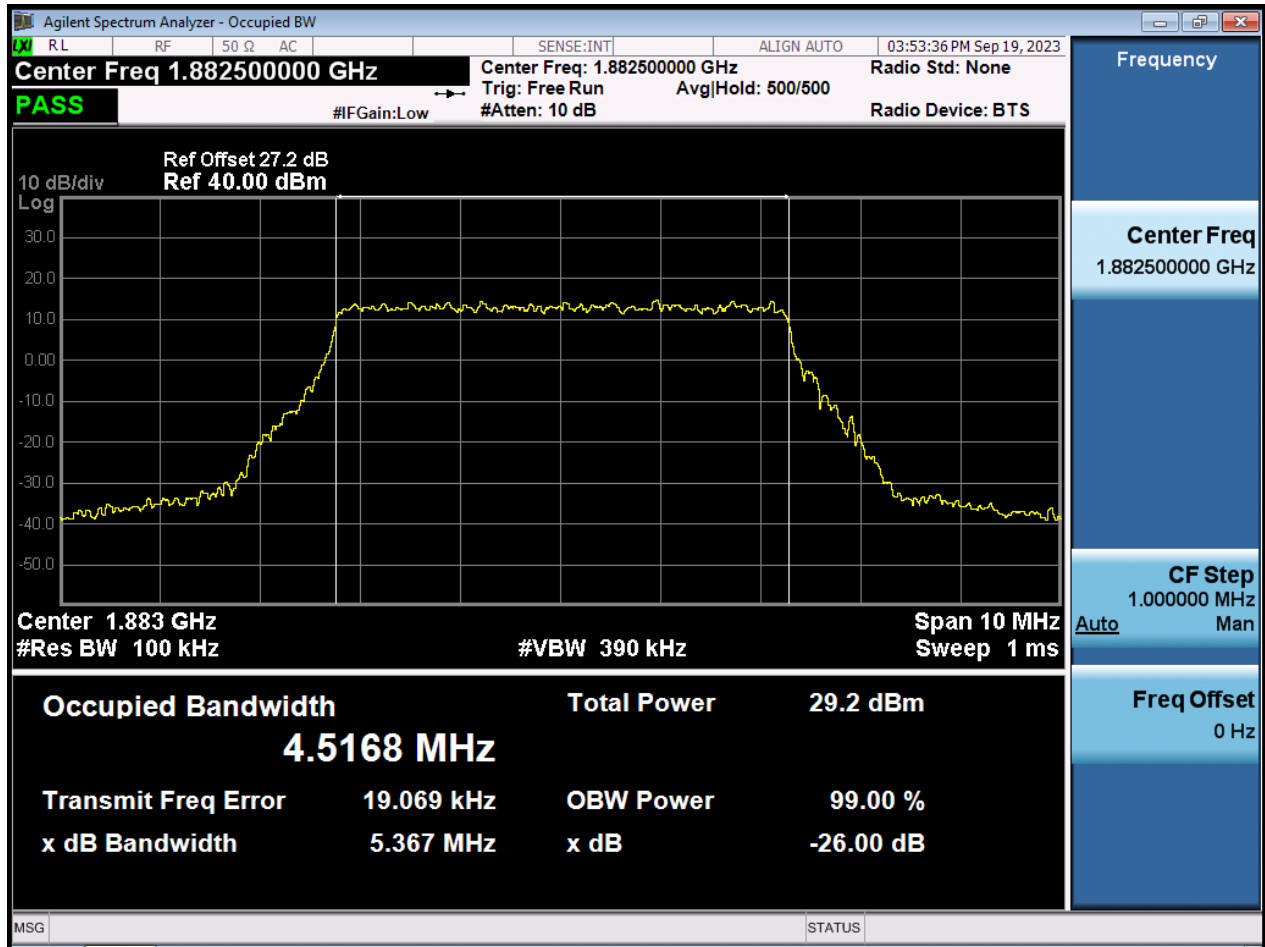 Agilent Spectrum Analyzer - Occupied BW
LXI RL RF 50 Ω AC SENSE:INT ALIGN AUTO 03:53:36 PM Sep 19, 2023
Center Freq 1.882500000 GHz
PASS
#IFGain:Low
Center Freq: 1.882500000 GHz
Trig: Free Run Avg|Hold: 500/500
#Atten: 10 dB
Radio Std: None
Radio Device: BTS
Ref Offset 27.2 dB
10 dB/div Ref 40.00 dBm
Log
30.0
20.0
10.0
0.00
-10.0
-20.0
-30.0
-40.0
-50.0
Center 1.883 GHz Span 10 MHz
#Res BW 100 kHz #VBW 390 kHz Sweep 1 ms
Occupied Bandwidth Total Power 29.2 dBm
4.5168 MHz
Transmit Freq Error 19.069 kHz OBW Power 99.00 %
x dB Bandwidth 5.367 MHz x dB -26.00 dB
MSG STATUS
Frequency
Center Freq
1.882500000 GHz
CF Step
1.000000 MHz
Auto Man
Freq Offset
0 Hz